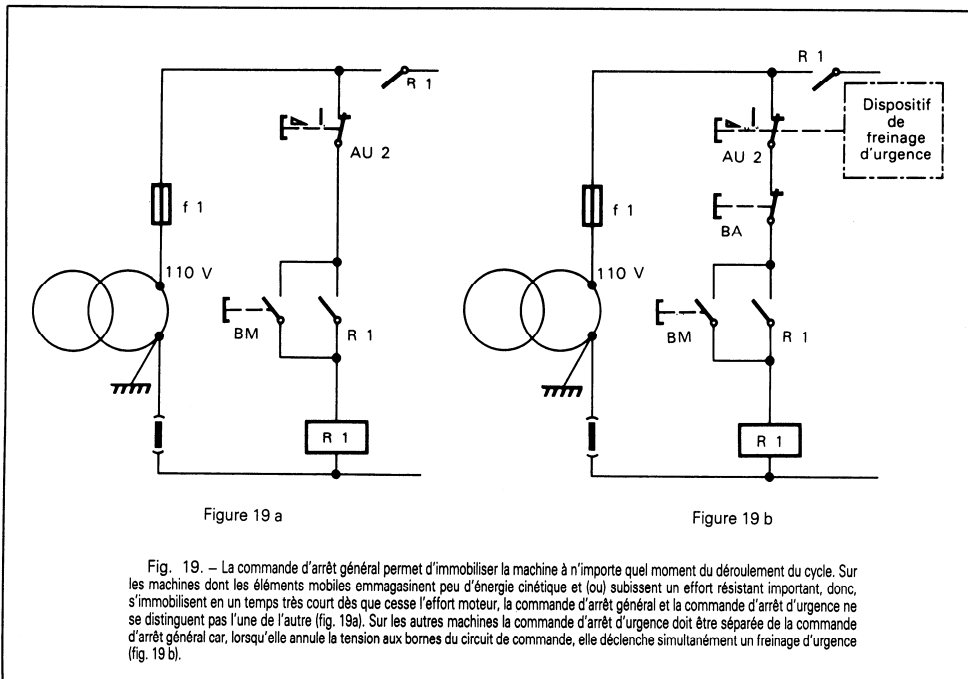 R 1
AU 2
f 1
110 V
BM
R 1
R 1
Figure 19 a
R 1
Dispositif
de
freinage
d'urgence
AU 2
BA
f 1
110 V
BM
R 1
R 1
Figure 19 b
Fig. 19. – La commande d'arrêt général permet d'immobiliser la machine à n'importe quel moment du déroulement du cycle. Sur
les machines dont les éléments mobiles emmagasinent peu d'énergie cinétique et (ou) subissent un effort résistant important, donc,
s'immobilisent en un temps très court dès que cesse l'effort moteur, la commande d'arrêt général et la commande d'arrêt d'urgence ne
se distinguent pas l'une de l'autre (fig. 19a). Sur les autres machines la commande d'arrêt d'urgence doit être séparée de la commande
d'arrêt général car, lorsqu'elle annule la tension aux bornes du circuit de commande, elle déclenche simultanément un freinage d'urgence
(fig. 19 b).